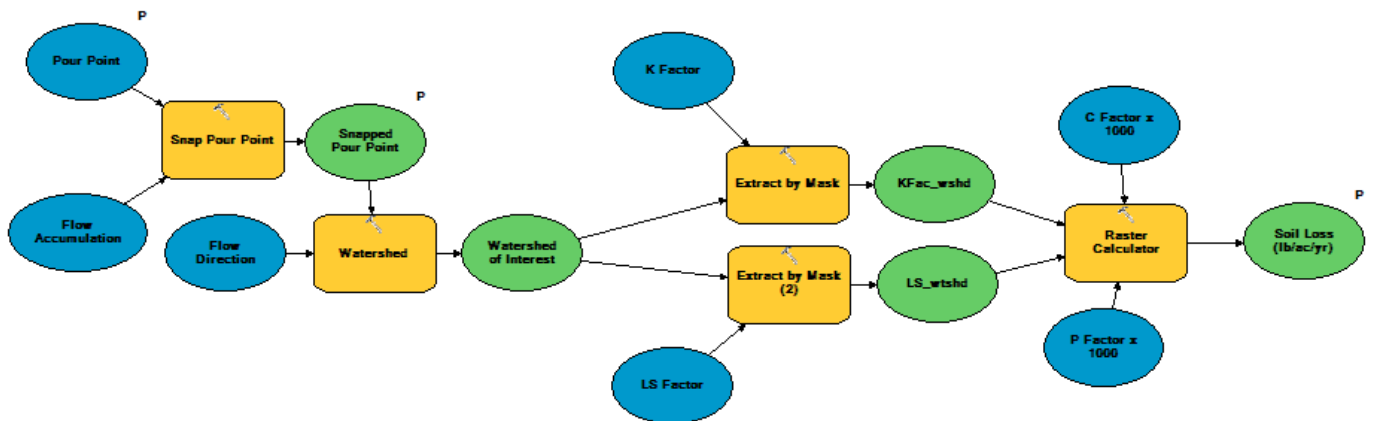 P
Pour Point
Snap Pour Point
Flow
Accumulation
P
Snapped
Pour Point
Flow
Direction
Watershed
Watershed
of Interest
K Factor
Extract by Mask
KFac_wshd
Extract by Mask
(2)
LS_wtshd
LS Factor
C Factor x
1000
Raster
Calculator
P Factor x
1000
P
Soil Loss
(lb/ac/yr)